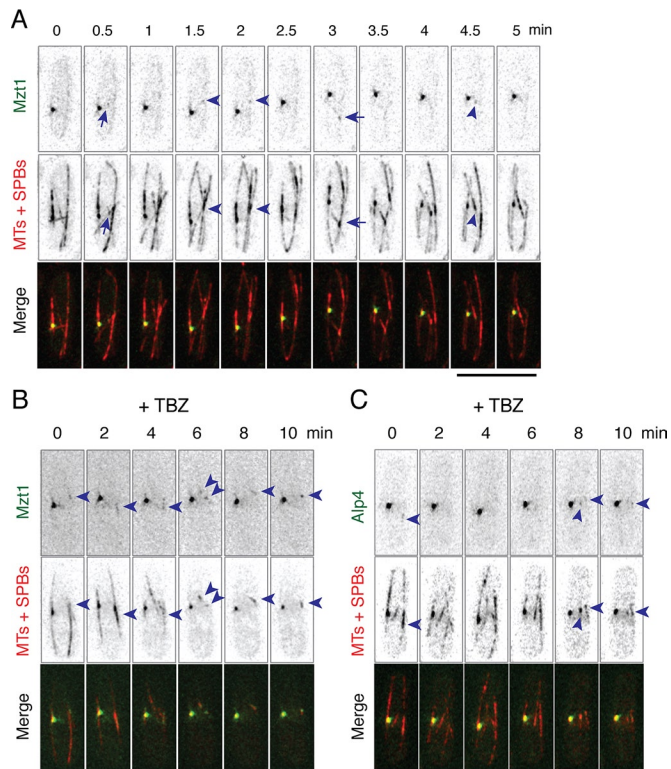 A
0 0.5 1 1.5 2 2.5 3 3.5 4 4.5 5 min
Mzt1
MTs + SPBs
Merge
B
+ TBZ
0 2 4 6 8 10 min
Mzt1
MTs + SPBs
Merge
C
+ TBZ
0 2 4 6 8 10 min
Alp4
MTs + SPBs
Merge